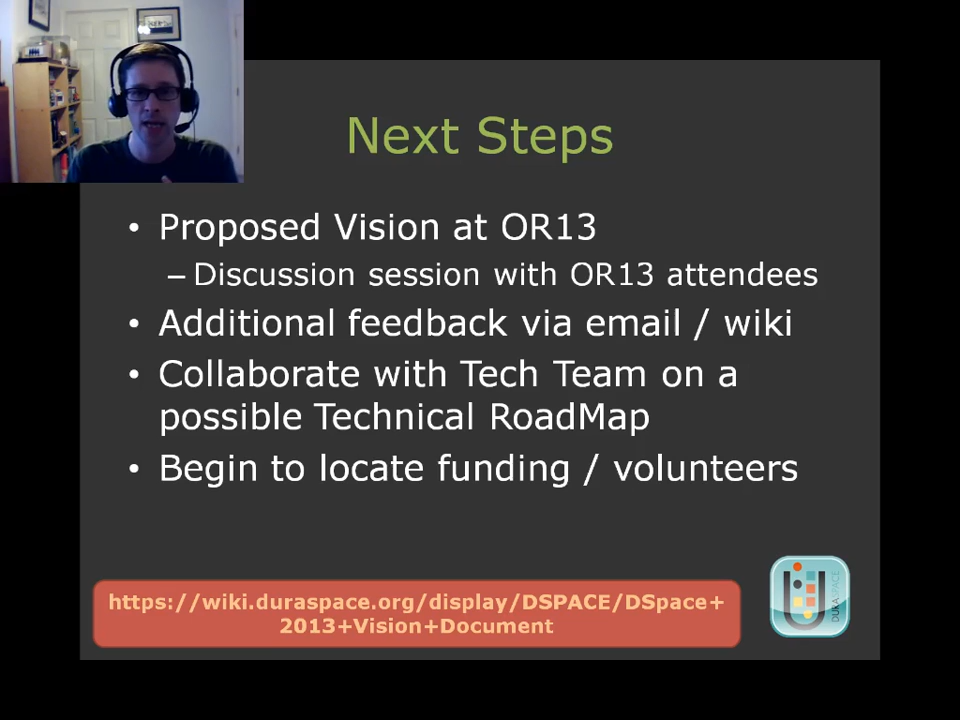 Next Steps
• Proposed Vision at OR13
– Discussion session with OR13 attendees
• Additional feedback via email / wiki
• Collaborate with Tech Team on a
possible Technical RoadMap
• Begin to locate funding / volunteers
https://wiki.duraspace.org/display/DSPACE/DSpace+
2013+Vision+Document
DURASPACE